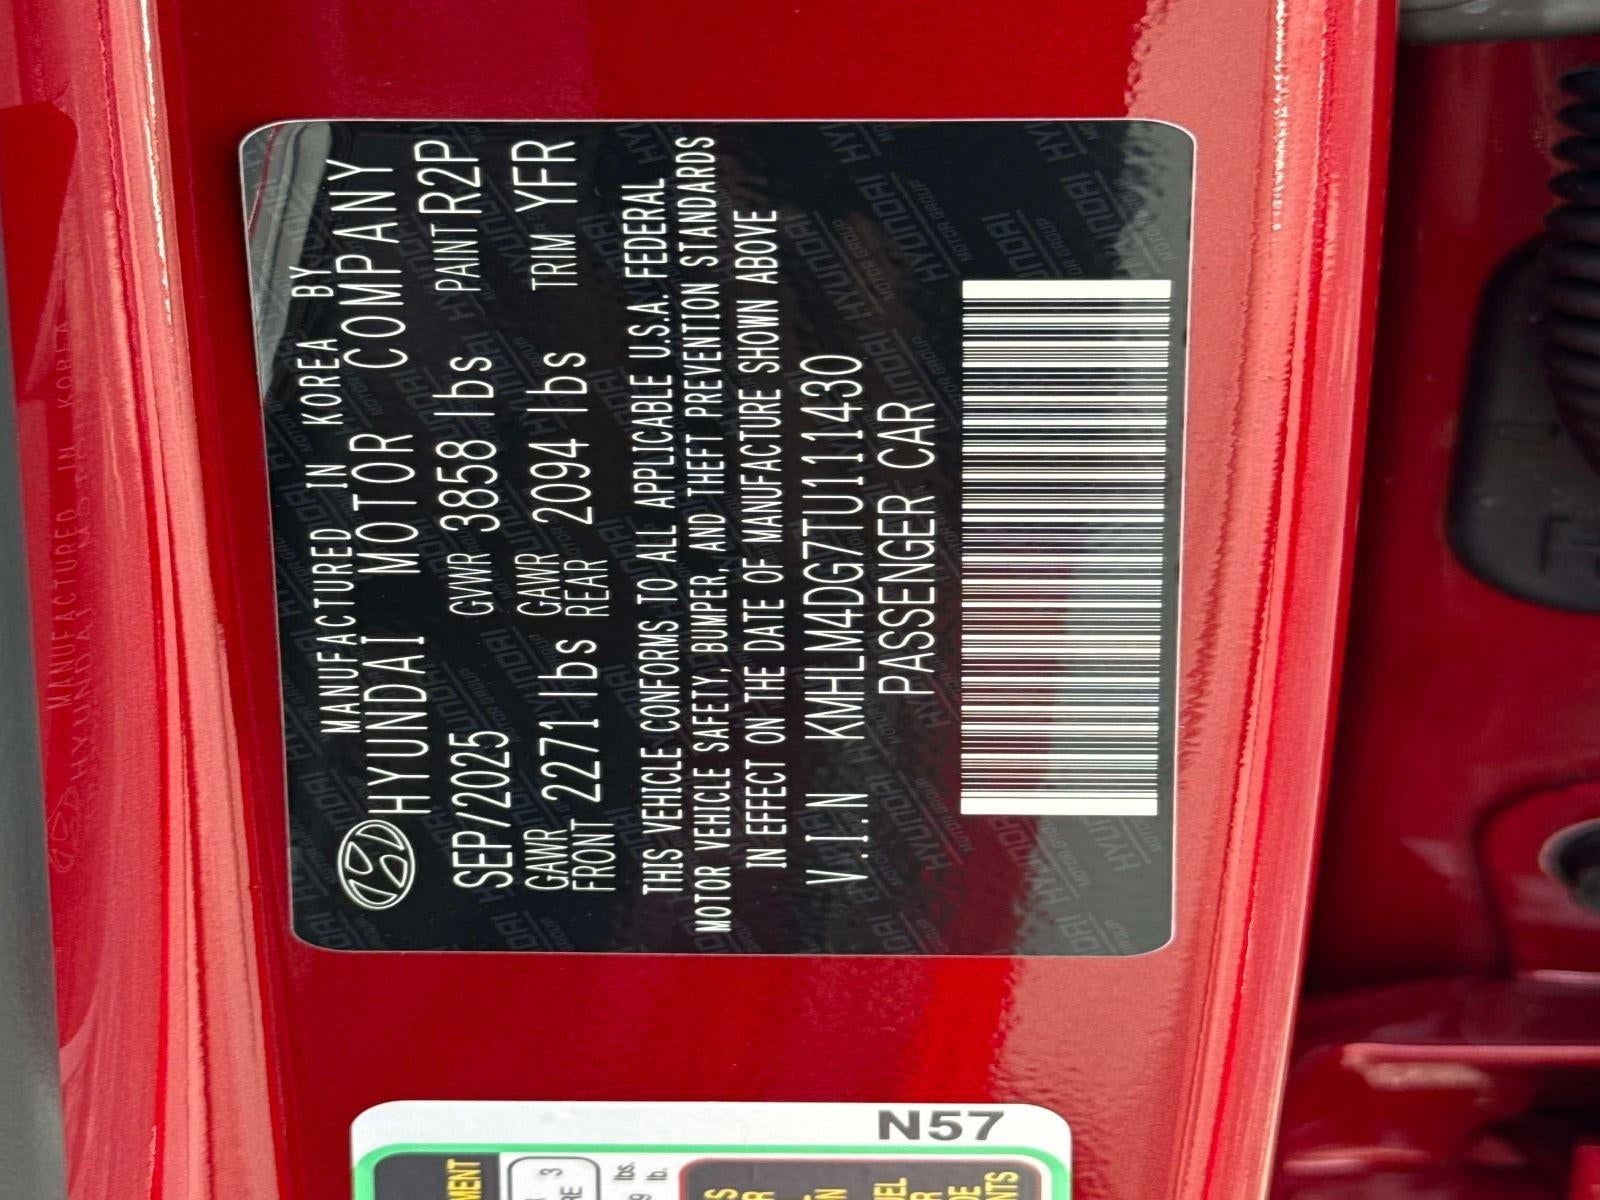 MANUFACTURED IN KOREA BY
HYUNDAI MOTOR COMPANY
SEP/2025 GVWR 3858 lbs PAINT R2P
GAWR FRONT 2271 lbs GAWR REAR 2094 lbs TRIM YFR
THIS VEHICLE CONFORMS TO ALL APPLICABLE U.S.A. FEDERAL
MOTOR VEHICLE SAFETY, BUMPER, AND THEFT PREVENTION STANDARDS
IN EFFECT ON THE DATE OF MANUFACTURE SHOWN ABOVE
V.I.N KMHLM4DG7TU111430
PASSENGER CAR
N57